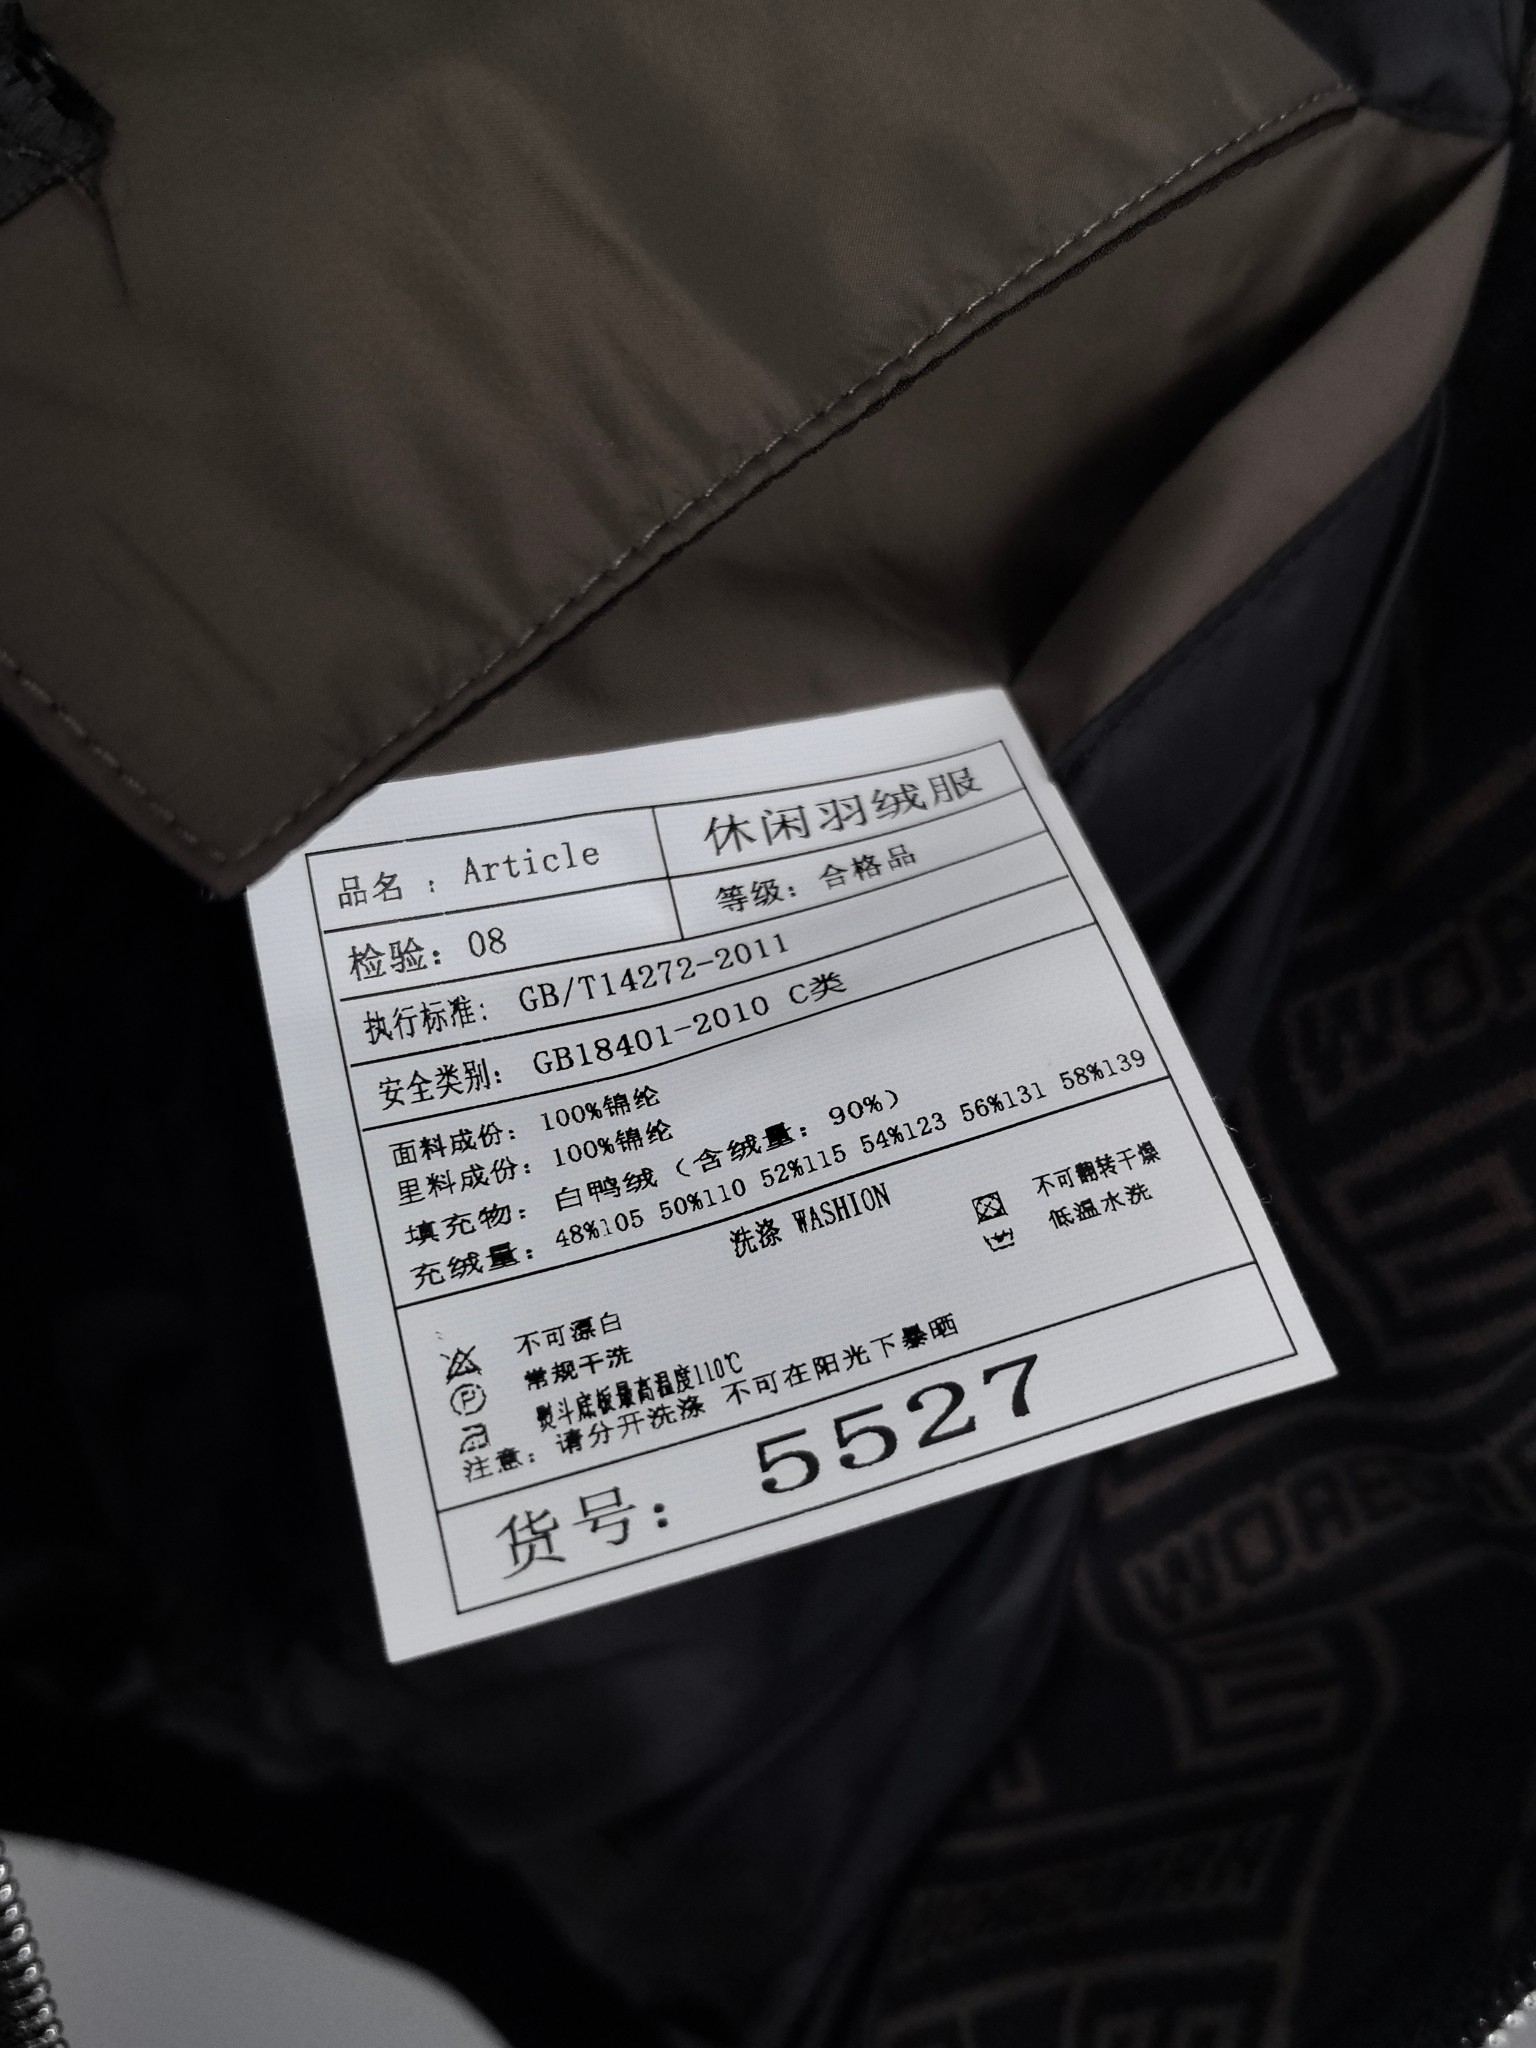 品名 : Article 休闲羽绒服
检验: 08 等级: 合格品
执行标准: GB/T14272-2011
安全类别: GB18401-2010 C类
面料成份: 100%锦纶
里料成份: 100%锦纶
填充物: 白鸭绒（含绒量: 90%）
充绒量: 48%105 50%110 52%115 54%123 56%131 58%139
洗涤 WASHION
不可翻转干燥
低温水洗
不可漂白
P 常规干洗
熨斗底板最高温度110℃
注意: 请分开洗涤 不可在阳光下暴晒
货号: 5527